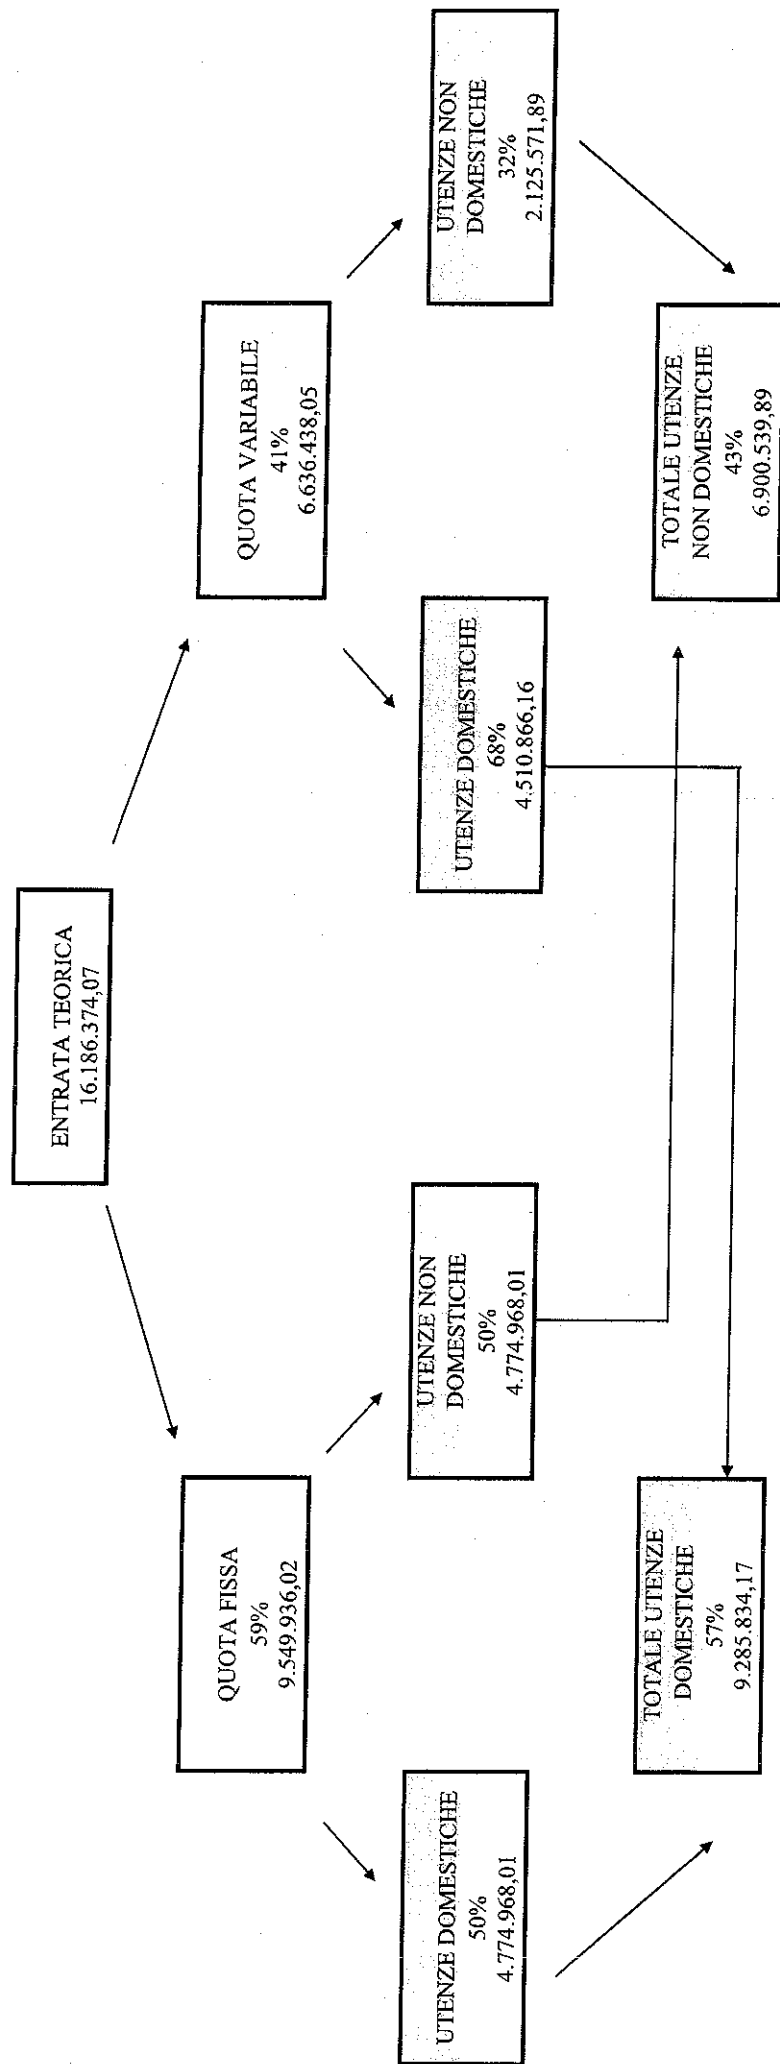 ENTRATA TEORICA
16.186.374,07
QUOTA FISSA
59%
9.549.936,02
QUOTA VARIABILE
41%
6.636.438,05
UTENZE DOMESTICHE
50%
4.774.968,01
UTENZE NON
DOMESTICHE
50%
4.774.968,01
UTENZE DOMESTICHE
68%
4.510.866,16
UTENZE NON
DOMESTICHE
32%
2.125.571,89
TOTALE UTENZE
DOMESTICHE
57%
9.285.834,17
TOTALE UTENZE
NON DOMESTICHE
43%
6.900.539,89